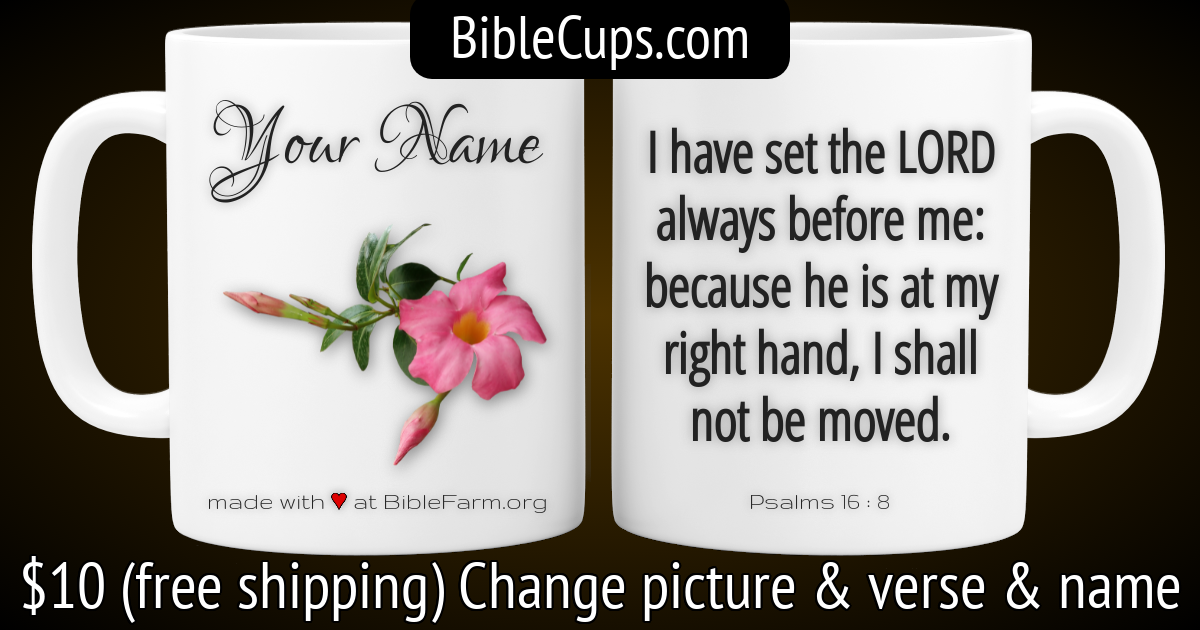 BibleCups.com
Your Name
made with ♥ at BibleFarm.org
I have set the LORD
always before me:
because he is at my
right hand, I shall
not be moved.
Psalms 16 : 8
$10 (free shipping) Change picture & verse & name